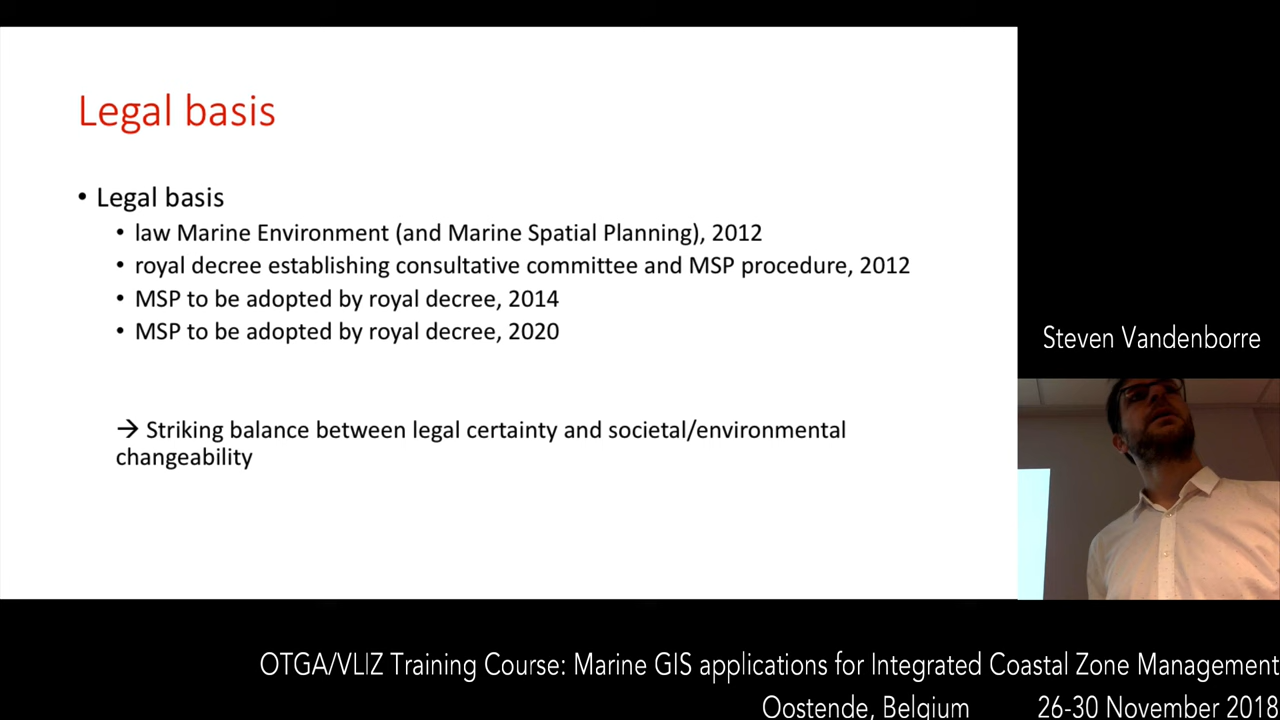 Legal basis
• Legal basis
• law Marine Environment (and Marine Spatial Planning), 2012
• royal decree establishing consultative committee and MSP procedure, 2012
• MSP to be adopted by royal decree, 2014
• MSP to be adopted by royal decree, 2020
→ Striking balance between legal certainty and societal/environmental
changeability
Steven Vandenborre
OTGA/VLIZ Training Course: Marine GIS applications for Integrated Coastal Zone Management
Oostende, Belgium 26-30 November 2018